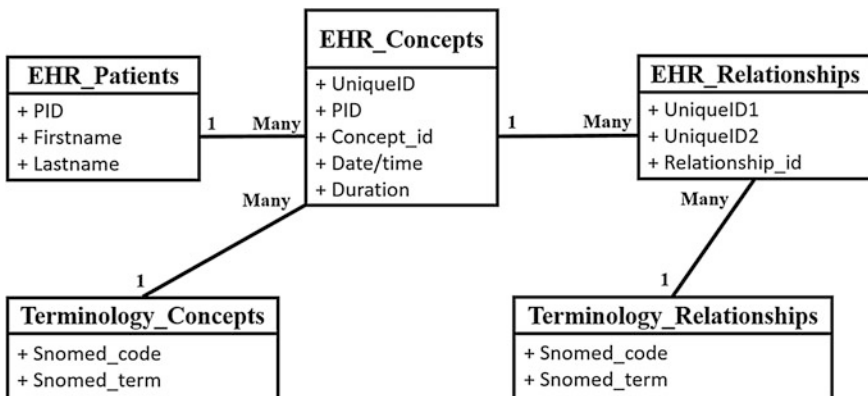 EHR_Patients
+ PID
+ Firstname
+ Lastname
1 Many
EHR_Concepts
+ UniqueID
+ PID
+ Concept_id
+ Date/time
+ Duration
1 Many
EHR_Relationships
+ UniqueID1
+ UniqueID2
+ Relationship_id
Many
1
Many
1
Terminology_Concepts
+ Snomed_code
+ Snomed_term
Terminology_Relationships
+ Snomed_code
+ Snomed_term